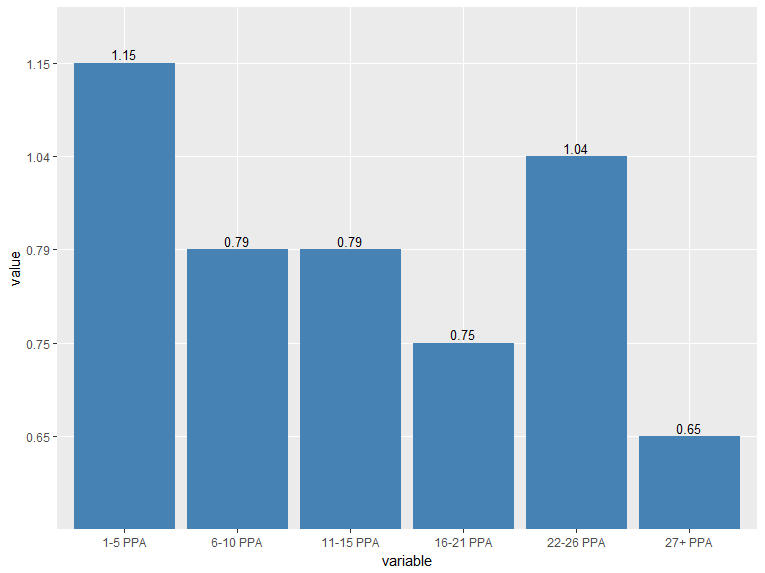 1.15
1.04
0.79
0.75
0.65
value
1.15
0.79
0.79
0.75
1.04
0.65
1-5 PPA
6-10 PPA
11-15 PPA
16-21 PPA
22-26 PPA
27+ PPA
variable